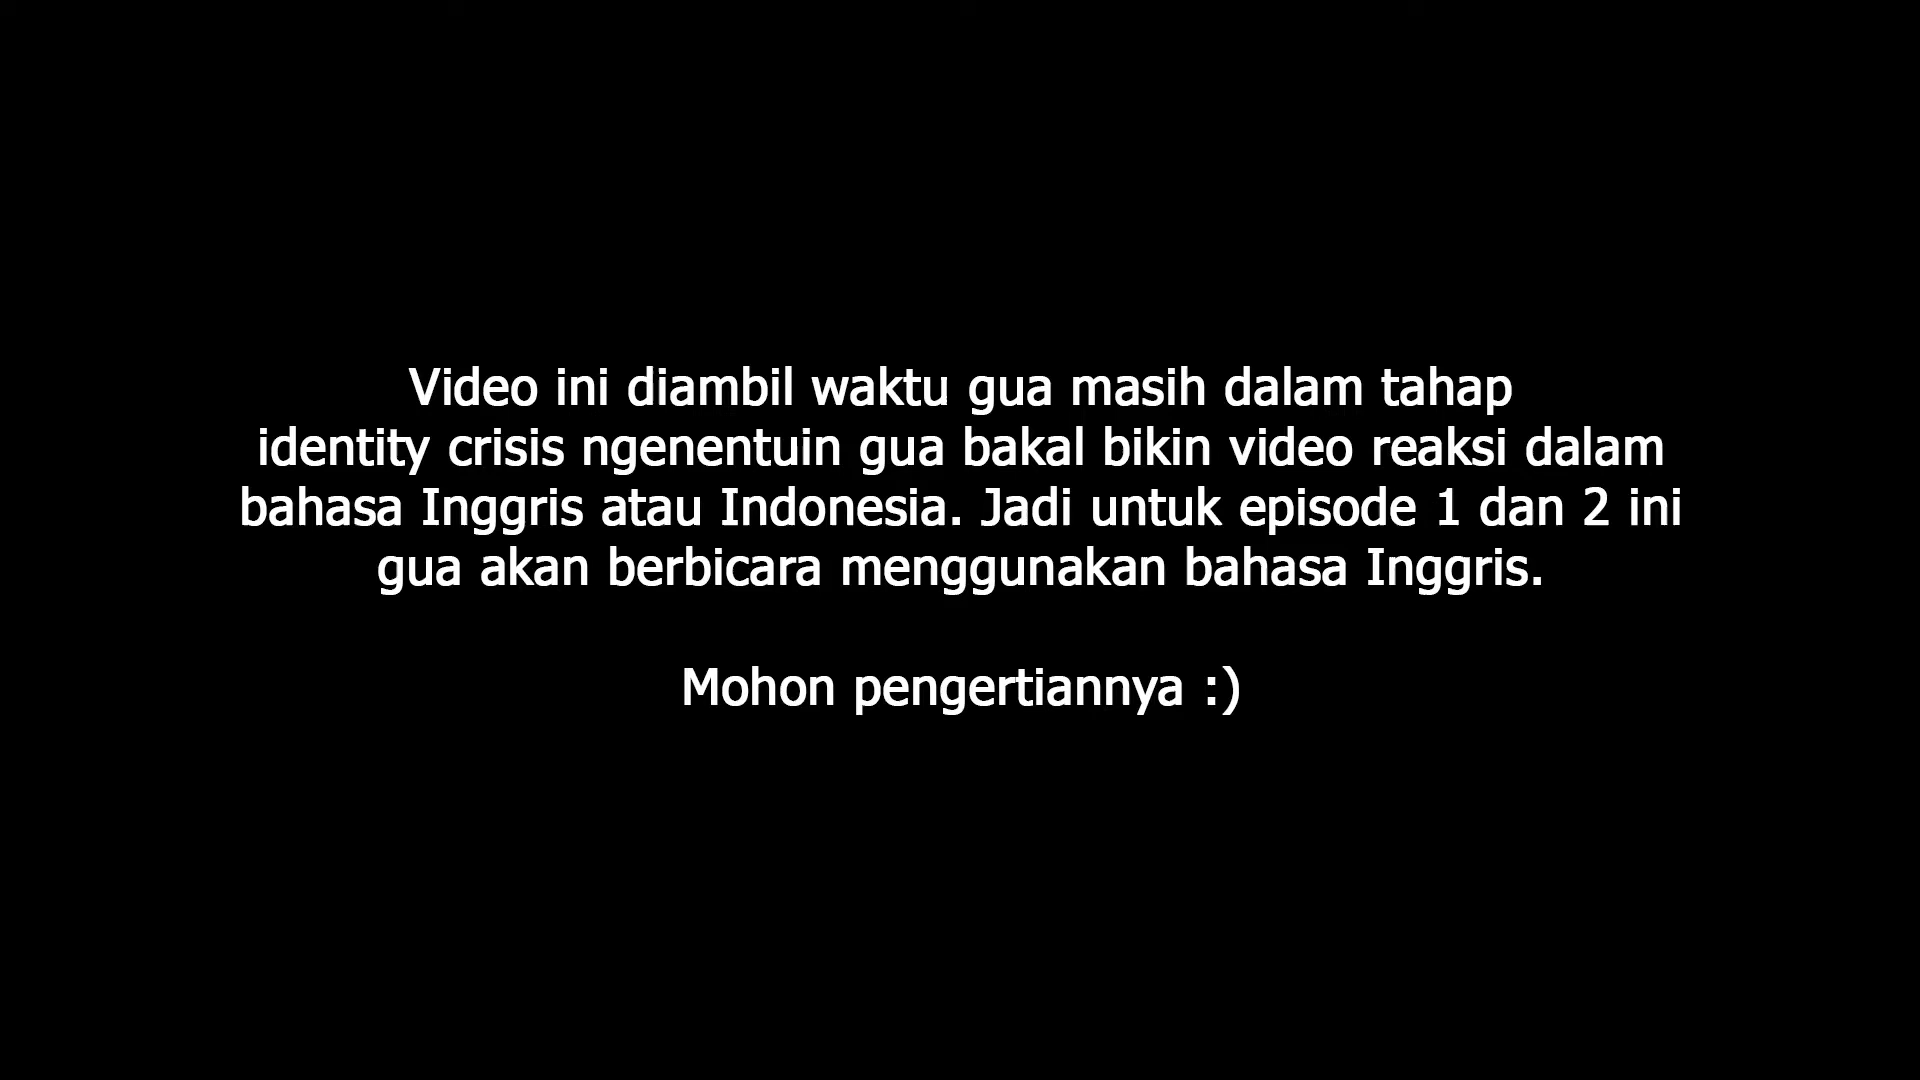 Video ini diambil waktu gua masih dalam tahap
identity crisis ngenentuin gua bakal bikin video reaksi dalam
bahasa Inggris atau Indonesia. Jadi untuk episode 1 dan 2 ini
gua akan berbicara menggunakan bahasa Inggris.
Mohon pengertiannya :)